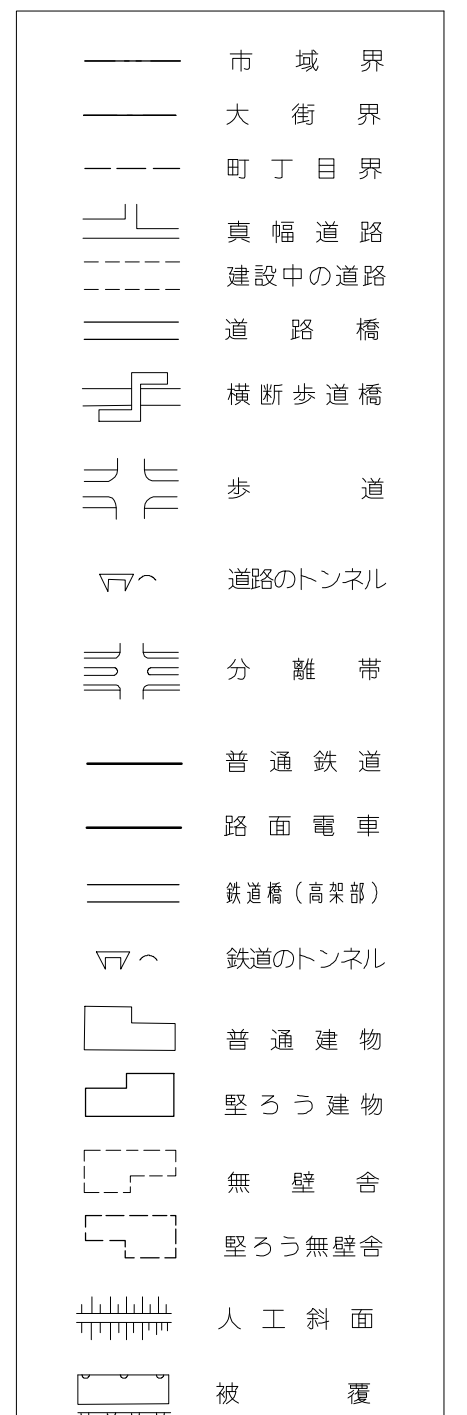 市域界
大街界
町丁目界
真幅道路
建設中の道路
道路橋
横断歩道橋
歩道
道路のトンネル
分離帯
普通鉄道
路面電車
鉄道橋（高架部）
鉄道のトンネル
普通建物
堅ろう建物
無壁舎
堅ろう無壁舎
人工斜面
被覆